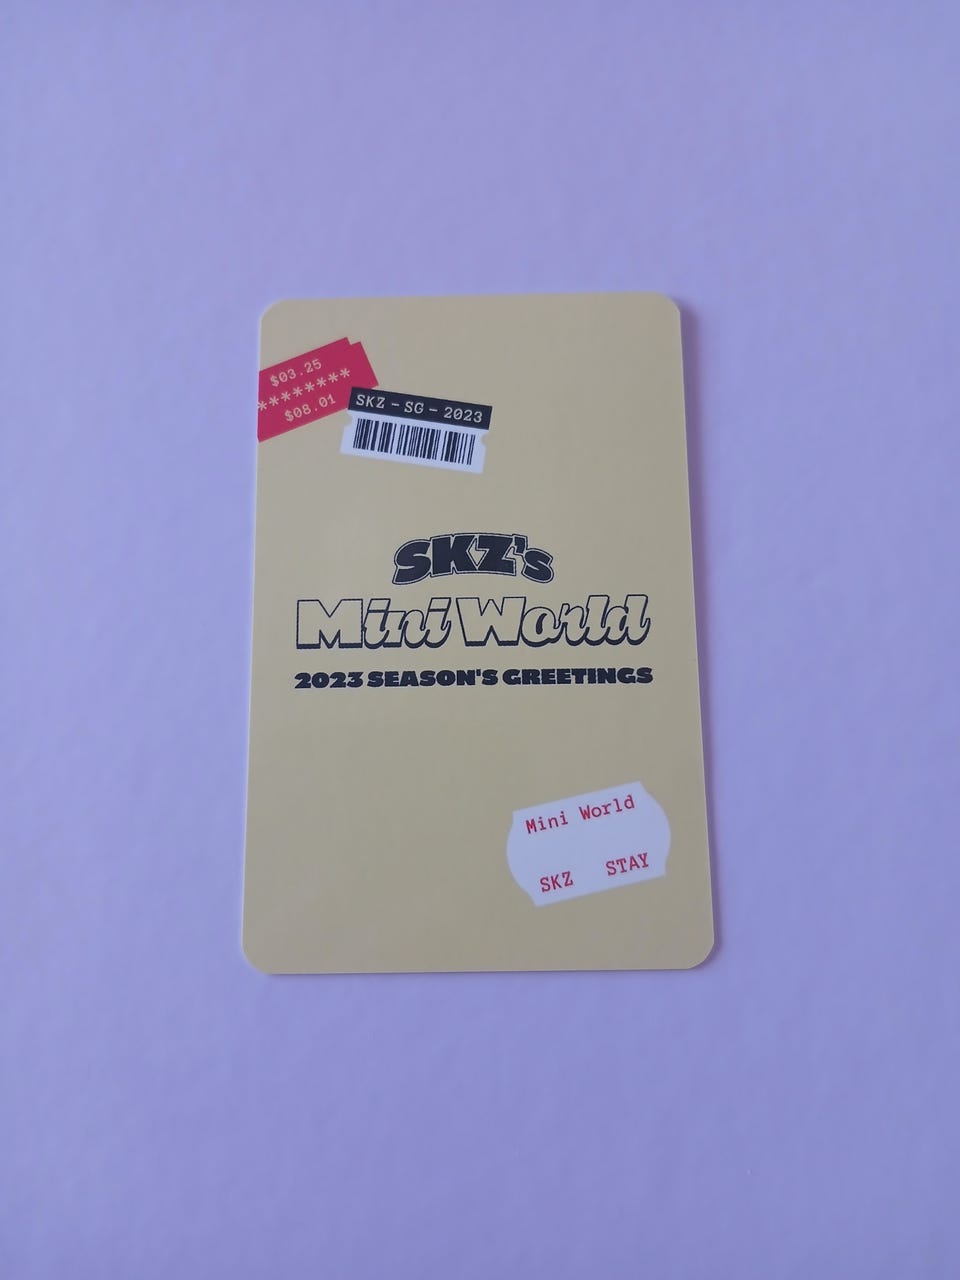 $03.25
********
$08.01
SKZ - SG - 2023
SKZ's
Mini World
2023 SEASON'S GREETINGS
Mini World
SKZ STAY